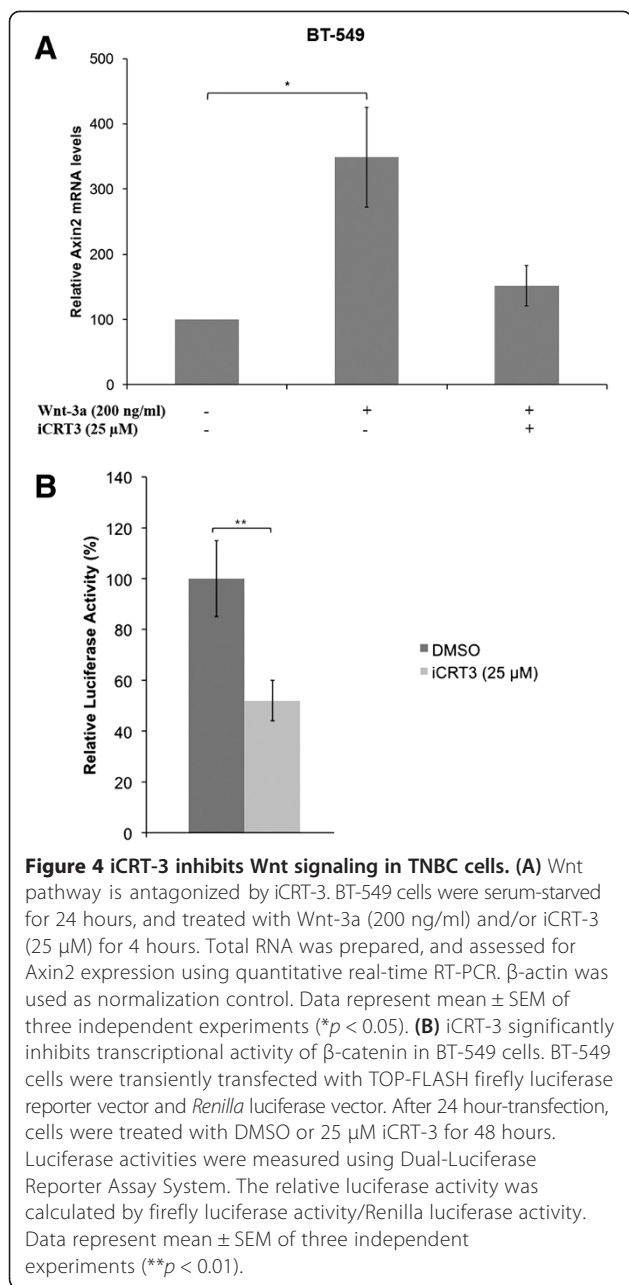 BT-549
A
500
*
400
300
200
100
0
Relative Axin2 mRNA levels
Wnt-3a (200 ng/ml) - + +
iCRT3 (25 µM) - - +
B
140
120
100
80
60
40
20
0
Relative Luciferase Activity (%)
**
DMSO
iCRT3 (25 µM)
Figure 4 iCRT-3 inhibits Wnt signaling in TNBC cells. (A) Wnt
pathway is antagonized by iCRT-3. BT-549 cells were serum-starved
for 24 hours, and treated with Wnt-3a (200 ng/ml) and/or iCRT-3
(25 µM) for 4 hours. Total RNA was prepared, and assessed for
Axin2 expression using quantitative real-time RT-PCR. β-actin was
used as normalization control. Data represent mean ± SEM of
three independent experiments (*p < 0.05). (B) iCRT-3 significantly
inhibits transcriptional activity of β-catenin in BT-549 cells. BT-549
cells were transiently transfected with TOP-FLASH firefly luciferase
reporter vector and Renilla luciferase vector. After 24 hour-transfection,
cells were treated with DMSO or 25 µM iCRT-3 for 48 hours.
Luciferase activities were measured using Dual-Luciferase
Reporter Assay System. The relative luciferase activity was
calculated by firefly luciferase activity/Renilla luciferase activity.
Data represent mean ± SEM of three independent
experiments (**p < 0.01).